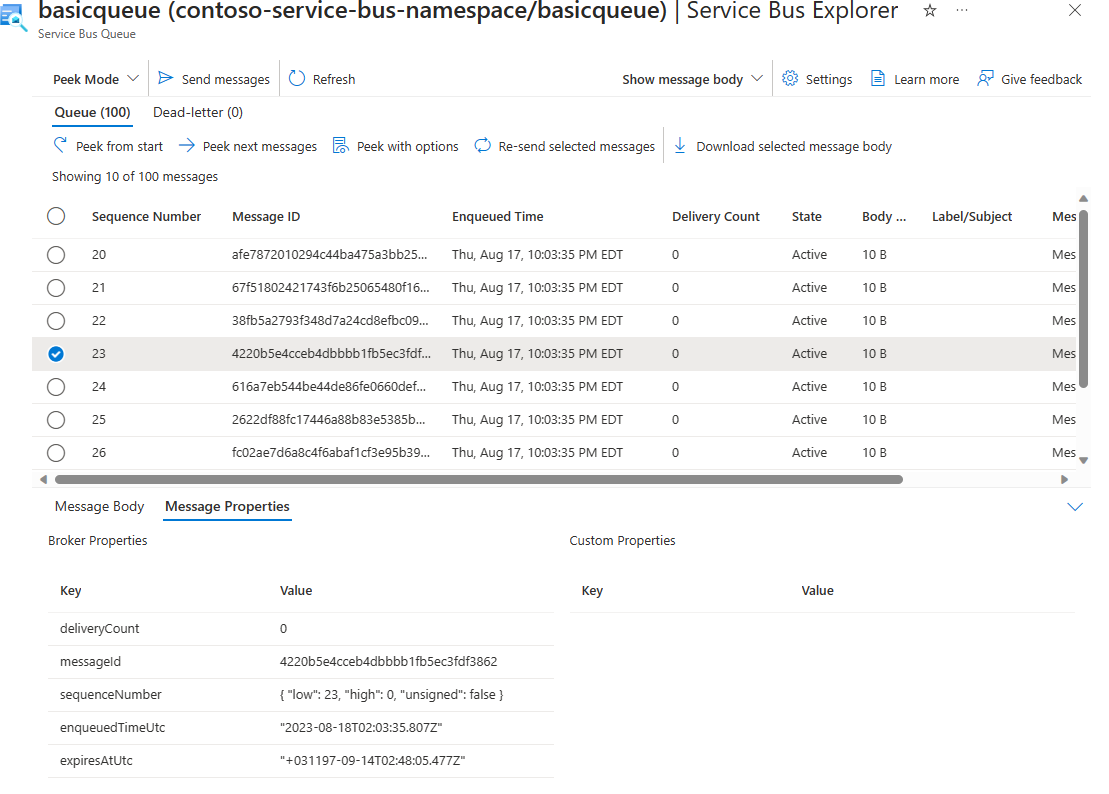 basicqueue (contoso-service-bus-nanespace/basicqueue) | Service Bus Explorer ☆ ... ×
Service Bus Queue
Peek Mode Send messages Refresh Show message body Settings Learn more Give feedback
Queue (100) Dead-letter (0)
Peek from start Peek next messages Peek with options Re-send selected messages Download selected message body
Showing 10 of 100 messages
Sequence Number Message ID Enqueued Time Delivery Count State Body ... Label/Subject Mes
20 afe7872010294c44ba475a3bb25... Thu, Aug 17, 10:03:35 PM EDT 0 Active 10 B Mes
21 67f51802421743f6b25065480f16... Thu, Aug 17, 10:03:35 PM EDT 0 Active 10 B Mes
22 38fb5a2793f348d7a24cd8efbc09... Thu, Aug 17, 10:03:35 PM EDT 0 Active 10 B Mes
23 4220b5e4cceb4dbbbb1fb5ec3fdf... Thu, Aug 17, 10:03:35 PM EDT 0 Active 10 B Mes
24 616a7eb544be44de86fe0660def... Thu, Aug 17, 10:03:35 PM EDT 0 Active 10 B Mes
25 2622df88fc17446a88b83e5385b... Thu, Aug 17, 10:03:35 PM EDT 0 Active 10 B Mes
26 fc02ae7d6a8c4f6abaf1cf3e95b39... Thu, Aug 17, 10:03:35 PM EDT 0 Active 10 B Mes
Message Body Message Properties
Broker Properties Custom Properties
Key Value Key Value
deliveryCount 0
messageId 4220b5e4cceb4dbbbb1fb5ec3fdf3862
sequenceNumber { "low": 23, "high": 0, "unsigned": false }
enqueuedTimeUtc "2023-08-18T02:03:35.807Z"
expiresAtUtc "+031197-09-14T02:48:05.477Z"